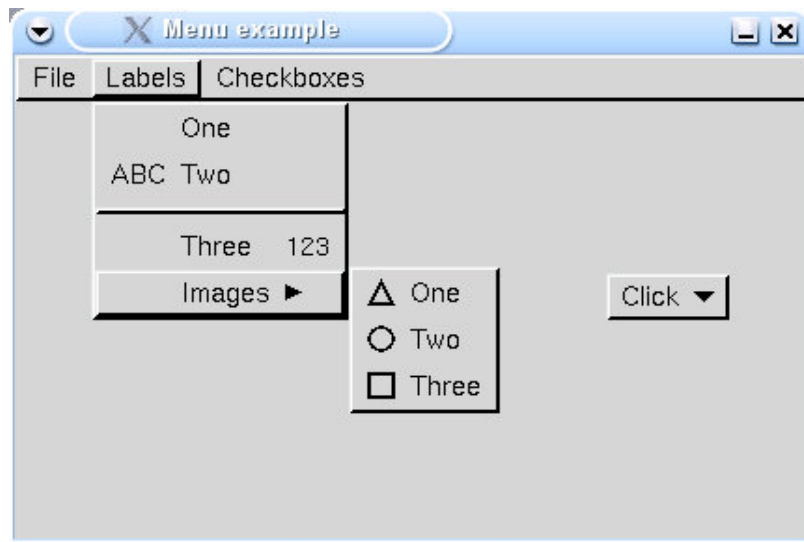 Menu example
File Labels Checkboxes
One
ABC Two
Three 123
Images
One
Two
Three
Click